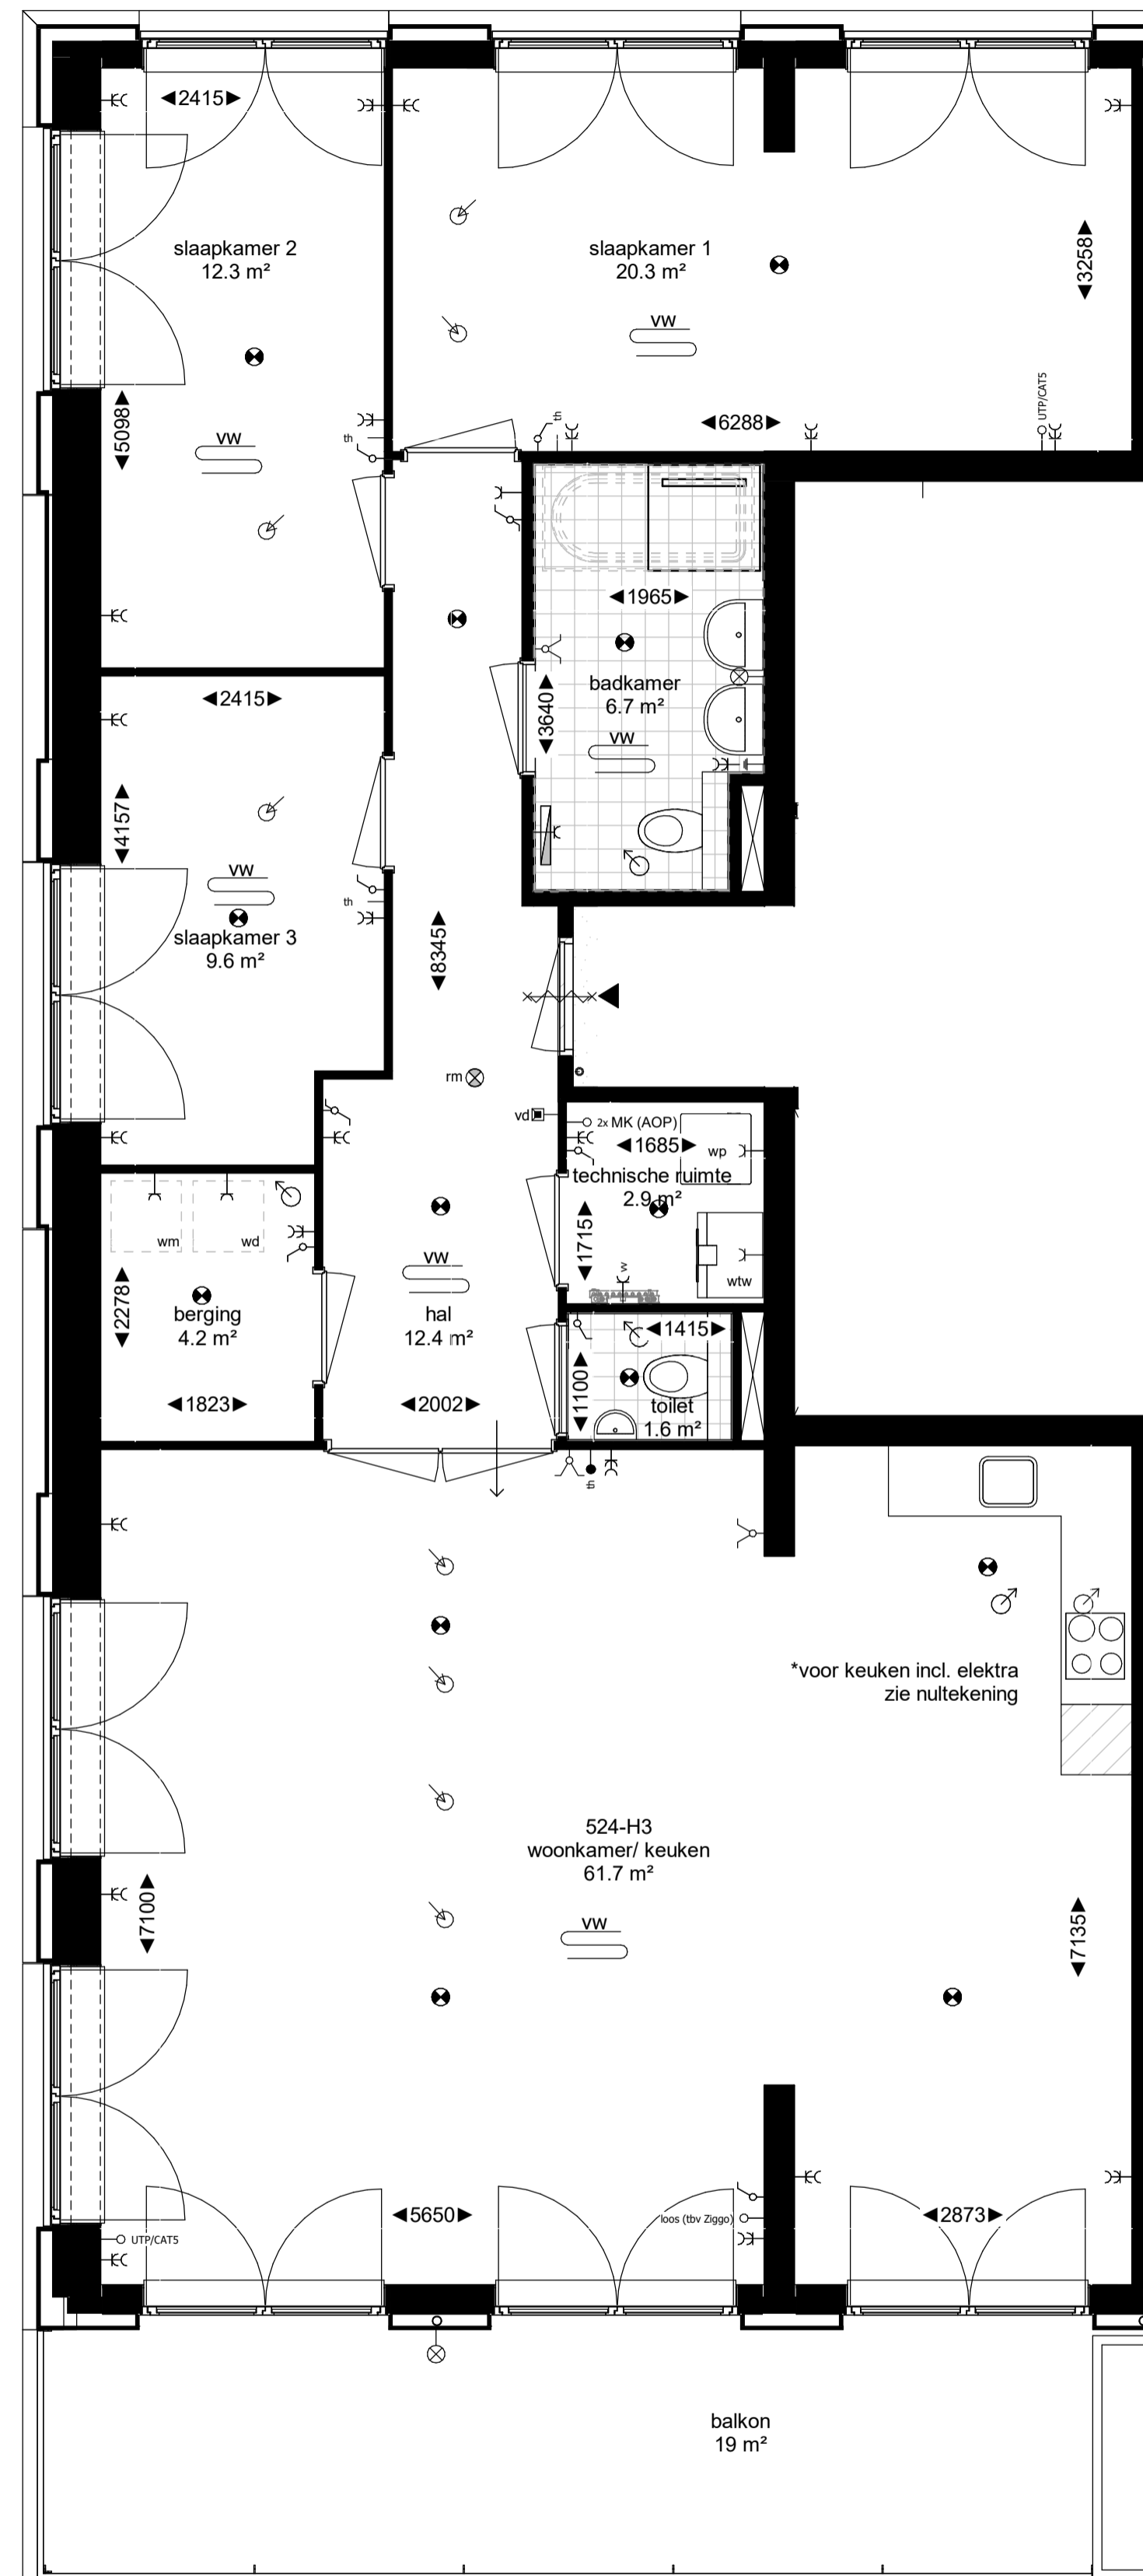 2415
slaapkamer 2
12.3 m²
slaapkamer 1
20.3 m²
3258
vw
UTP/CAT5
5098
vw
th
th
6288
1965
badkamer
6.7 m²
3640
vw
2415
4157
vw
th
slaapkamer 3
9.6 m²
8345
rm
vd
2x MK (AOP)
1685
wp
technische ruimte
2.9 m²
1715
wtw
v
wm
wd
2278
berging
4.2 m²
1823
vw
hal
12.4 m²
2002
1415
1100
toilet
1.6 m²
th
*voor keuken incl. elektra
zie nultekening
524-H3
woonkamer/ keuken
61.7 m²
vw
7100
7135
5650
loos (tbv Ziggo)
2873
UTP/CAT5
balkon
19 m²